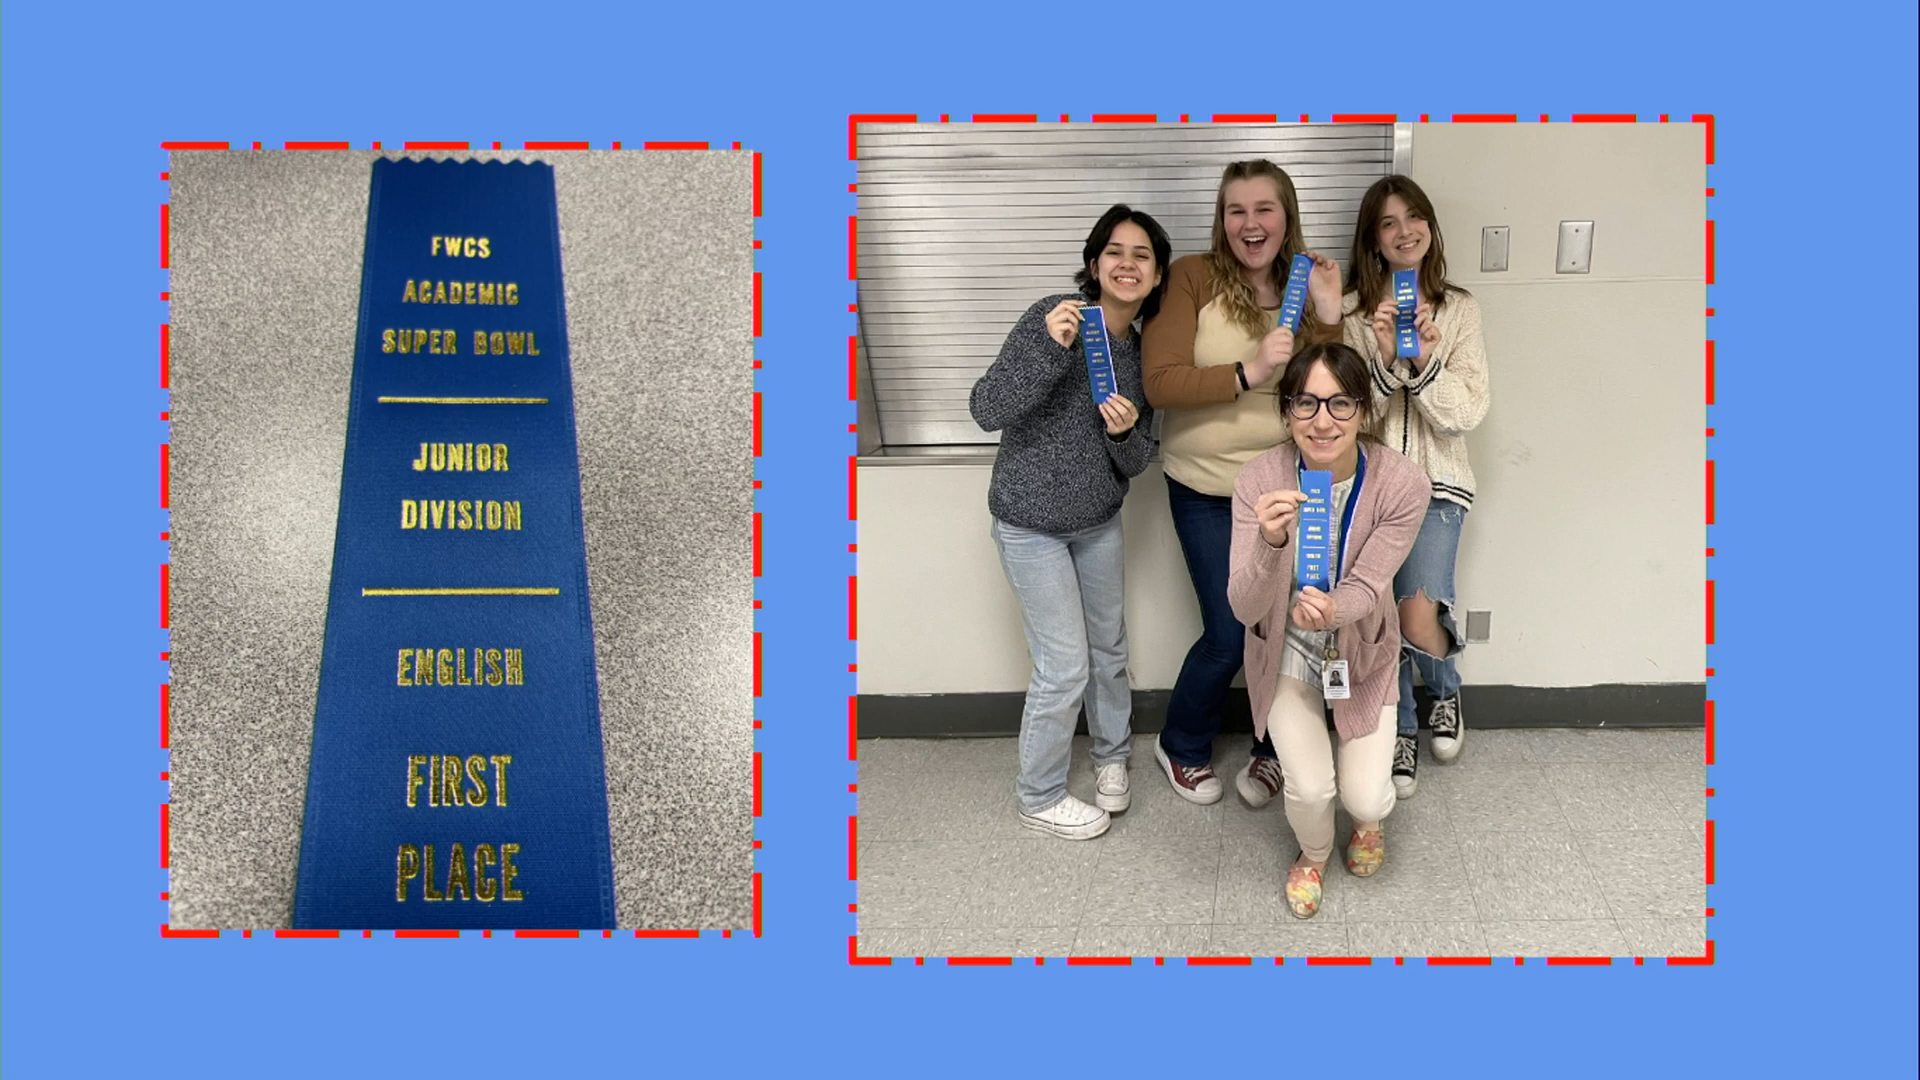 FWCS
ACADEMIC
SUPER BOWL
JUNIOR
DIVISION
ENGLISH
FIRST
PLACE